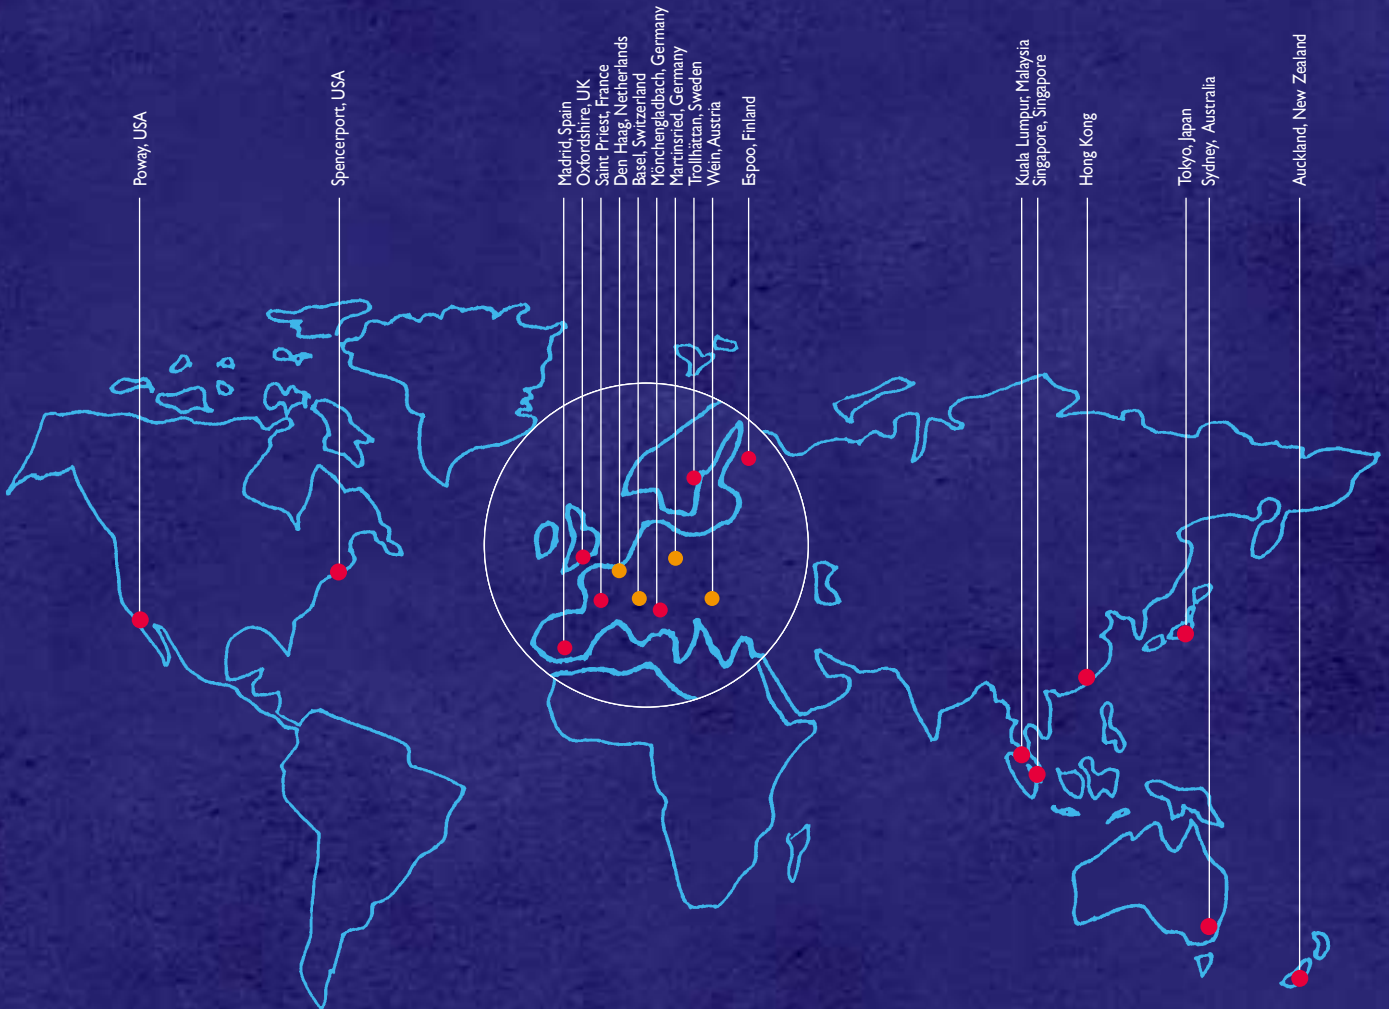 Poway, USA
Spencerport, USA
Madrid, Spain
Oxfordshire, UK
Saint Priest, France
Den Haag, Netherlands
Basel, Switzerland
Mönchengladbach, Germany
Martinsried, Germany
Trollhättan, Sweden
Wein, Austria
Espoo, Finland
Kuala Lumpur, Malaysia
Singapore, Singapore
Hong Kong
Tokyo, Japan
Sydney, Australia
Auckland, New Zealand